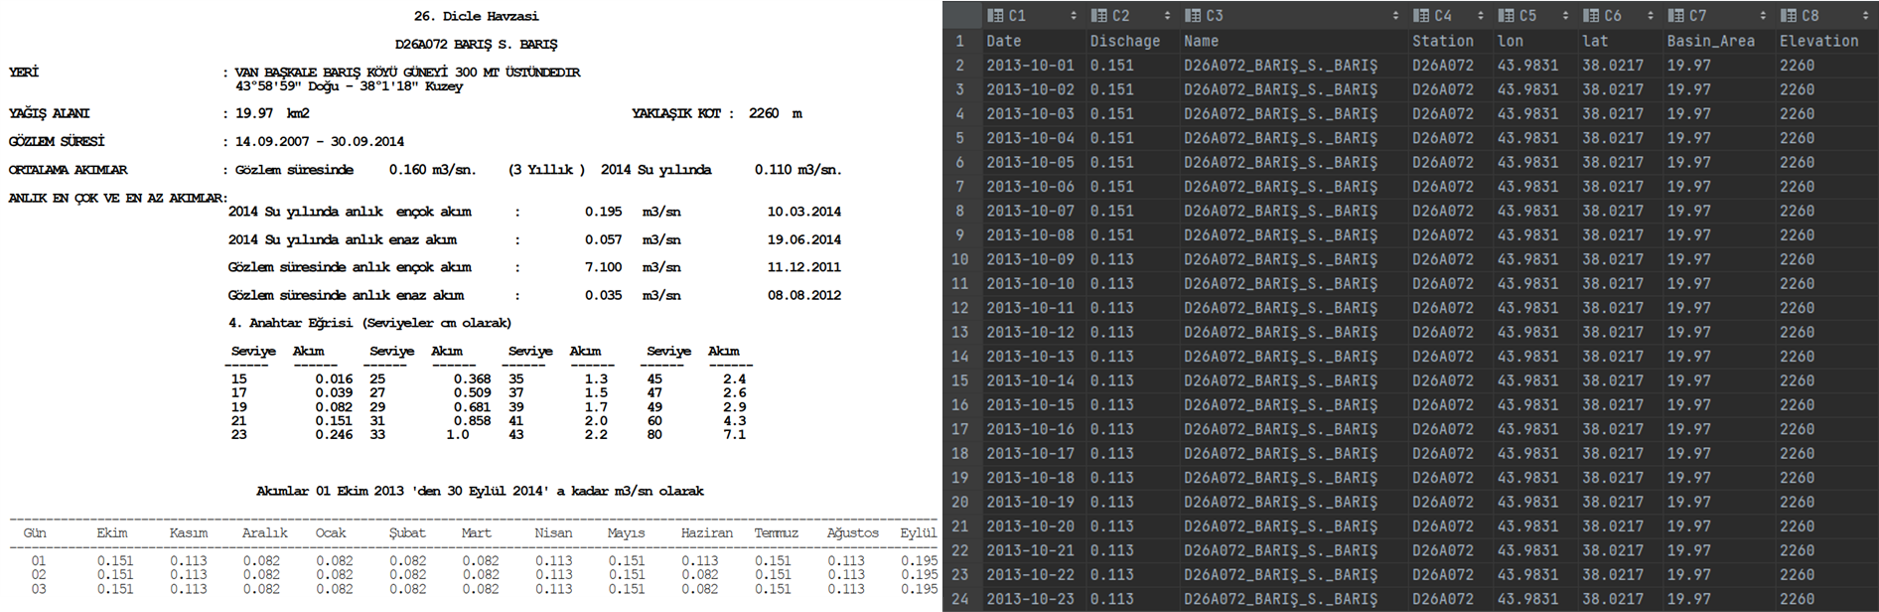 26. Dicle Havzası
D26A072 BARIŞ S. BARIŞ
YERİ : VAN BAŞKALE BARIŞ KÖYÜ GÜNEYİ 300 MT ÜSTÜNDEDIR
43°58'59" Doğu - 38°1'18" Kuzey
YAĞIŞ ALANI : 19.97 km2 YAKLAŞIK KOT : 2260 m
GÖZLEM SÜRESİ : 14.09.2007 - 30.09.2014
ORTALAMA AKIMLAR : Gözlem süresinde 0.160 m3/sn. (3 Yıllık ) 2014 Su yılında 0.110 m3/sn.
ANLIK EN ÇOK VE EN AZ AKIMLAR:
2014 Su yılında anlık ençok akım : 0.195 m3/sn 10.03.2014
2014 Su yılında anlık enaz akım : 0.057 m3/sn 19.06.2014
Gözlem süresinde anlık ençok akım : 7.100 m3/sn 11.12.2011
Gözlem süresinde anlık enaz akım : 0.035 m3/sn 08.08.2012
4. Anahtar Eğrisi (Seviyeler cm olarak)
Seviye Akım Seviye Akım Seviye Akım Seviye Akım
15 0.016 25 0.368 35 1.3 45 2.4
17 0.039 27 0.509 37 1.5 47 2.6
19 0.082 29 0.681 39 1.7 49 2.9
21 0.151 31 0.858 41 2.0 60 4.3
23 0.246 33 1.0 43 2.2 80 7.1
Akımlar 01 Ekim 2013 'den 30 Eylül 2014' a kadar m3/sn olarak
Gün Ekim Kasım Aralık Ocak Şubat Mart Nisan Mayıs Haziran Temmuz Ağustos Eylül
01 0.151 0.113 0.082 0.082 0.082 0.082 0.113 0.151 0.113 0.151 0.113 0.195
02 0.151 0.113 0.082 0.082 0.082 0.082 0.113 0.151 0.082 0.151 0.113 0.195
03 0.151 0.113 0.082 0.082 0.082 0.082 0.113 0.151 0.082 0.151 0.113 0.195
C1 C2 C3 C4 C5 C6 C7 C8
1 Date Dischage Name Station lon lat Basin_Area Elevation
2 2013-10-01 0.151 D26A072_BARIŞ_S._BARIŞ D26A072 43.9831 38.0217 19.97 2260
3 2013-10-02 0.151 D26A072_BARIŞ_S._BARIŞ D26A072 43.9831 38.0217 19.97 2260
4 2013-10-03 0.151 D26A072_BARIŞ_S._BARIŞ D26A072 43.9831 38.0217 19.97 2260
5 2013-10-04 0.151 D26A072_BARIŞ_S._BARIŞ D26A072 43.9831 38.0217 19.97 2260
6 2013-10-05 0.151 D26A072_BARIŞ_S._BARIŞ D26A072 43.9831 38.0217 19.97 2260
7 2013-10-06 0.151 D26A072_BARIŞ_S._BARIŞ D26A072 43.9831 38.0217 19.97 2260
8 2013-10-07 0.151 D26A072_BARIŞ_S._BARIŞ D26A072 43.9831 38.0217 19.97 2260
9 2013-10-08 0.151 D26A072_BARIŞ_S._BARIŞ D26A072 43.9831 38.0217 19.97 2260
10 2013-10-09 0.113 D26A072_BARIŞ_S._BARIŞ D26A072 43.9831 38.0217 19.97 2260
11 2013-10-10 0.113 D26A072_BARIŞ_S._BARIŞ D26A072 43.9831 38.0217 19.97 2260
12 2013-10-11 0.113 D26A072_BARIŞ_S._BARIŞ D26A072 43.9831 38.0217 19.97 2260
13 2013-10-12 0.113 D26A072_BARIŞ_S._BARIŞ D26A072 43.9831 38.0217 19.97 2260
14 2013-10-13 0.113 D26A072_BARIŞ_S._BARIŞ D26A072 43.9831 38.0217 19.97 2260
15 2013-10-14 0.113 D26A072_BARIŞ_S._BARIŞ D26A072 43.9831 38.0217 19.97 2260
16 2013-10-15 0.113 D26A072_BARIŞ_S._BARIŞ D26A072 43.9831 38.0217 19.97 2260
17 2013-10-16 0.113 D26A072_BARIŞ_S._BARIŞ D26A072 43.9831 38.0217 19.97 2260
18 2013-10-17 0.113 D26A072_BARIŞ_S._BARIŞ D26A072 43.9831 38.0217 19.97 2260
19 2013-10-18 0.113 D26A072_BARIŞ_S._BARIŞ D26A072 43.9831 38.0217 19.97 2260
20 2013-10-19 0.113 D26A072_BARIŞ_S._BARIŞ D26A072 43.9831 38.0217 19.97 2260
21 2013-10-20 0.113 D26A072_BARIŞ_S._BARIŞ D26A072 43.9831 38.0217 19.97 2260
22 2013-10-21 0.113 D26A072_BARIŞ_S._BARIŞ D26A072 43.9831 38.0217 19.97 2260
23 2013-10-22 0.113 D26A072_BARIŞ_S._BARIŞ D26A072 43.9831 38.0217 19.97 2260
24 2013-10-23 0.113 D26A072_BARIŞ_S._BARIŞ D26A072 43.9831 38.0217 19.97 2260